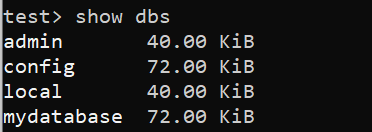 test> show dbs
admin       40.00 KiB
config      72.00 KiB
local       40.00 KiB
mydatabase  72.00 KiB